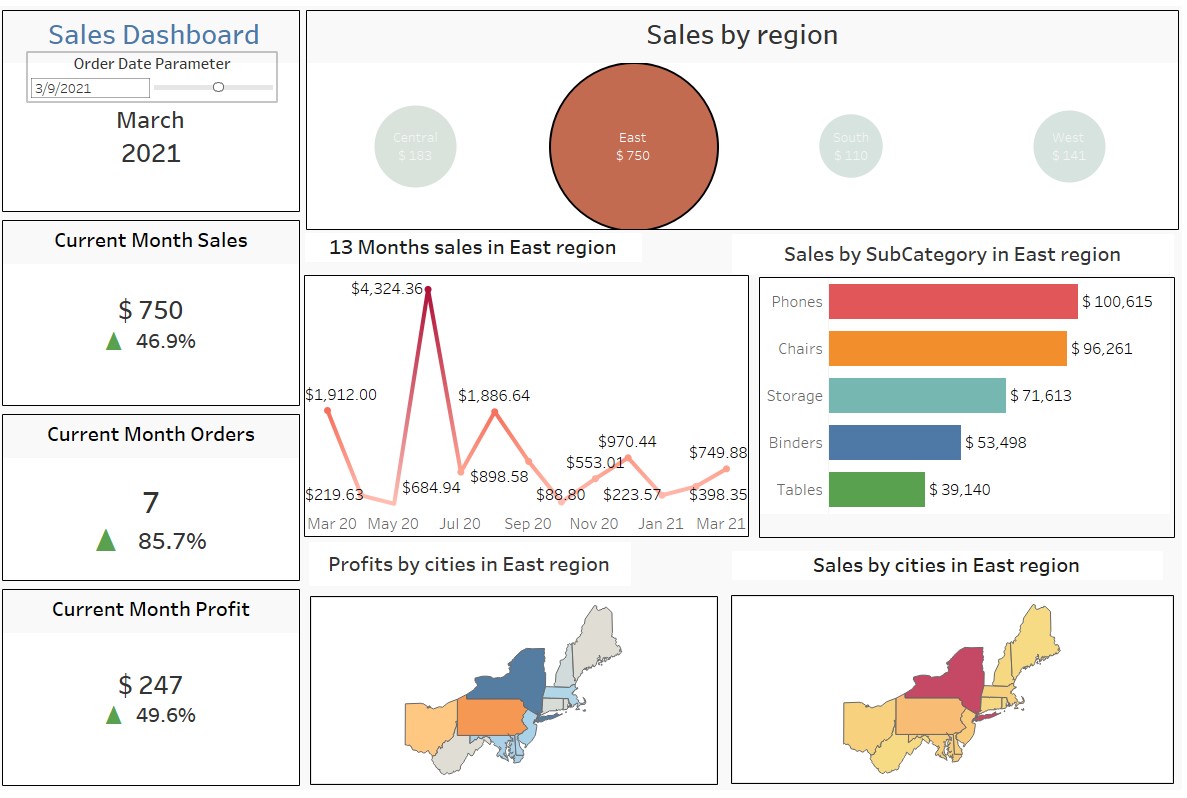 Sales Dashboard
Order Date Parameter
3/9/2021
March
2021
Sales by region
Central
$ 183
East
$ 750
South
$ 110
West
$ 141
Current Month Sales
$ 750
▲ 46.9%
Current Month Orders
7
▲ 85.7%
Current Month Profit
$ 247
▲ 49.6%
13 Months sales in East region
$4,324.36
$1,912.00
$1,886.64
$970.44
$749.88
$553.01
$898.58
$684.94
$219.63
$88.80
$223.57
$398.35
Mar 20 May 20 Jul 20 Sep 20 Nov 20 Jan 21 Mar 21
Sales by SubCategory in East region
Phones $ 100,615
Chairs $ 96,261
Storage $ 71,613
Binders $ 53,498
Tables $ 39,140
Profits by cities in East region
Sales by cities in East region